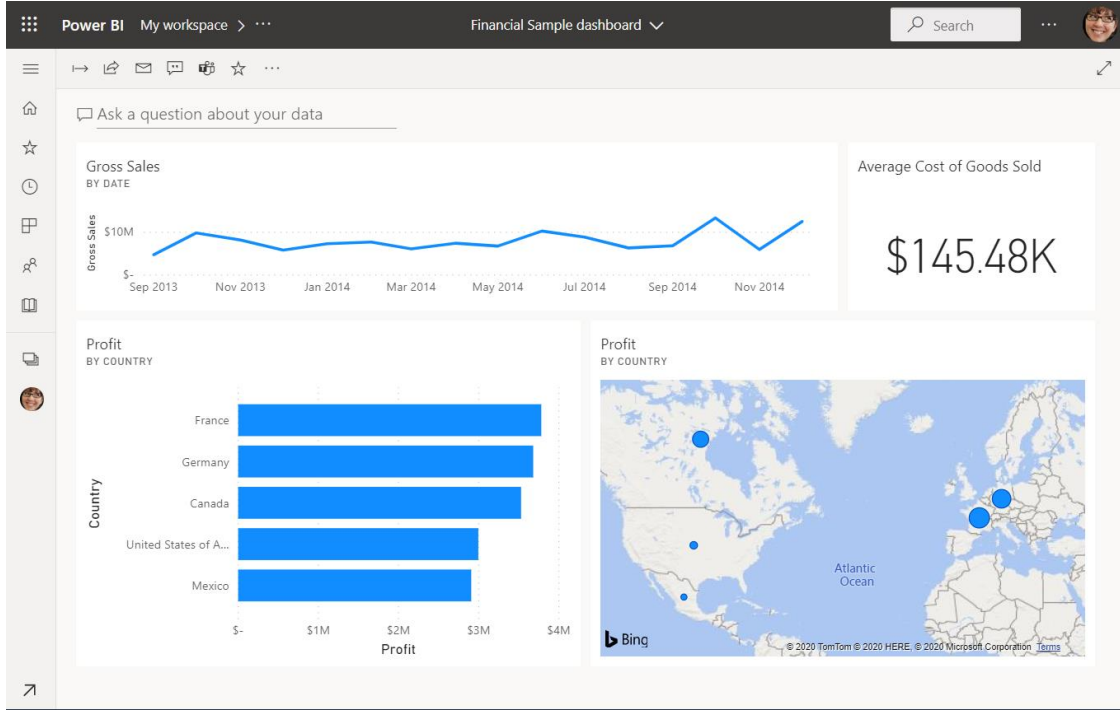 Power BI My workspace > ...
Financial Sample dashboard
Search
Ask a question about your data
Gross Sales
BY DATE
Gross Sales
$10M
$-
Sep 2013 Nov 2013 Jan 2014 Mar 2014 May 2014 Jul 2014 Sep 2014 Nov 2014
Average Cost of Goods Sold
$145.48K
Profit
BY COUNTRY
Country
France
Germany
Canada
United States of A...
Mexico
$- $1M $2M $3M $4M
Profit
Profit
BY COUNTRY
Atlantic
Ocean
Bing
© 2020 TomTom © 2020 HERE, © 2020 Microsoft Corporation Terms